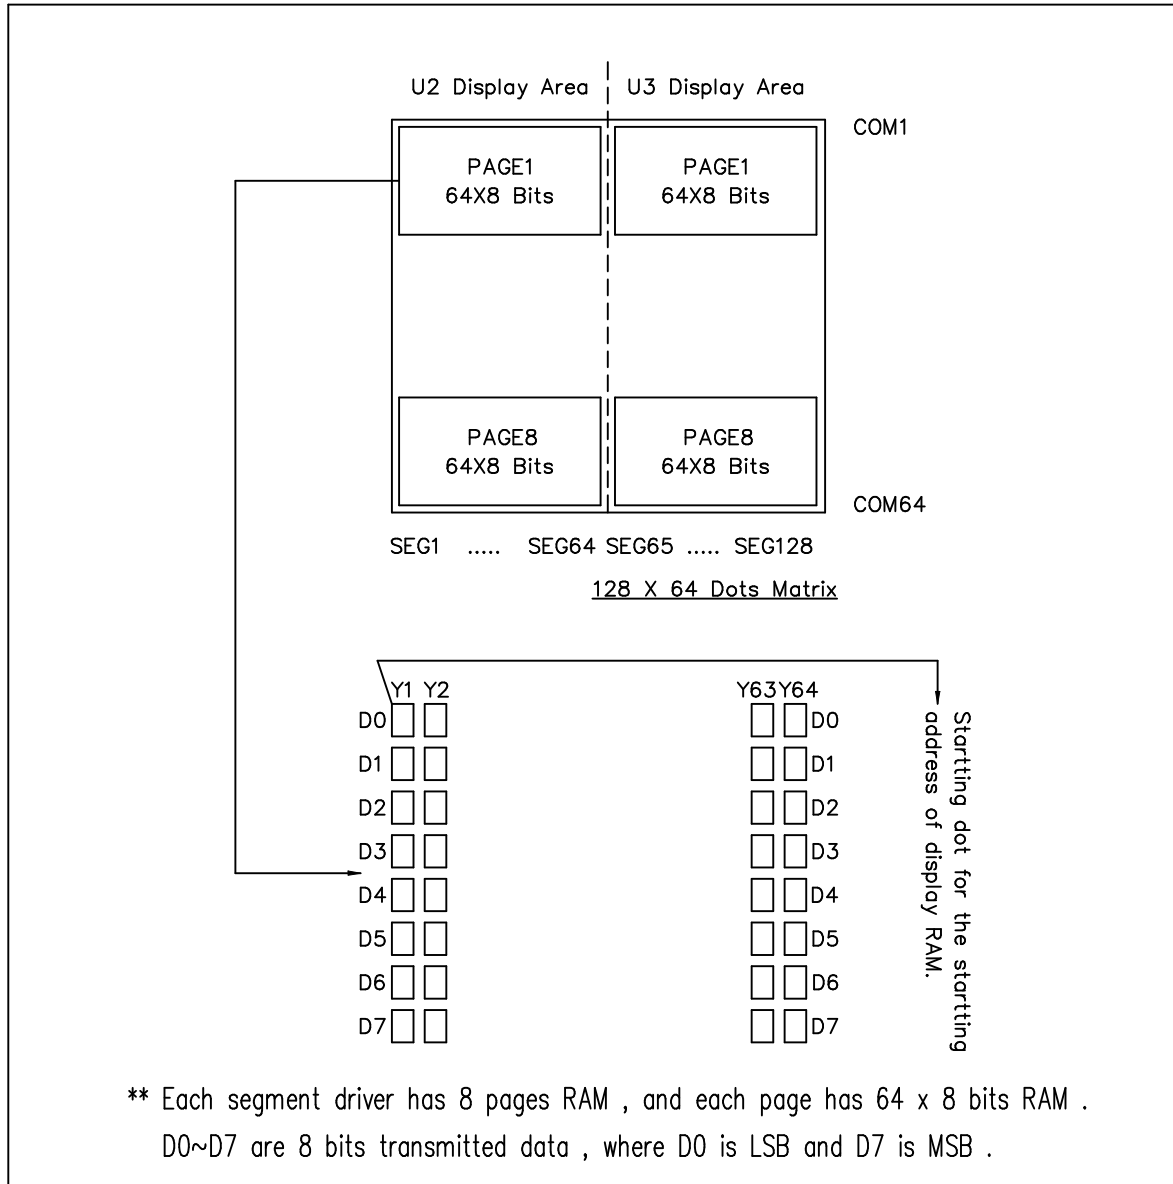 U2 Display Area U3 Display Area
COM1
PAGE1 PAGE1
64X8 Bits 64X8 Bits
PAGE8 PAGE8
64X8 Bits 64X8 Bits
COM64
SEG1 ..... SEG64 SEG65 ..... SEG128
128 X 64 Dots Matrix
Y1 Y2 Y63 Y64
D0 D0
D1 D1
D2 D2
D3 D3
D4 D4
D5 D5
D6 D6
D7 D7
Startting dot for the startting
address of display RAM.
** Each segment driver has 8 pages RAM , and each page has 64 x 8 bits RAM .
D0~D7 are 8 bits transmitted data , where D0 is LSB and D7 is MSB .